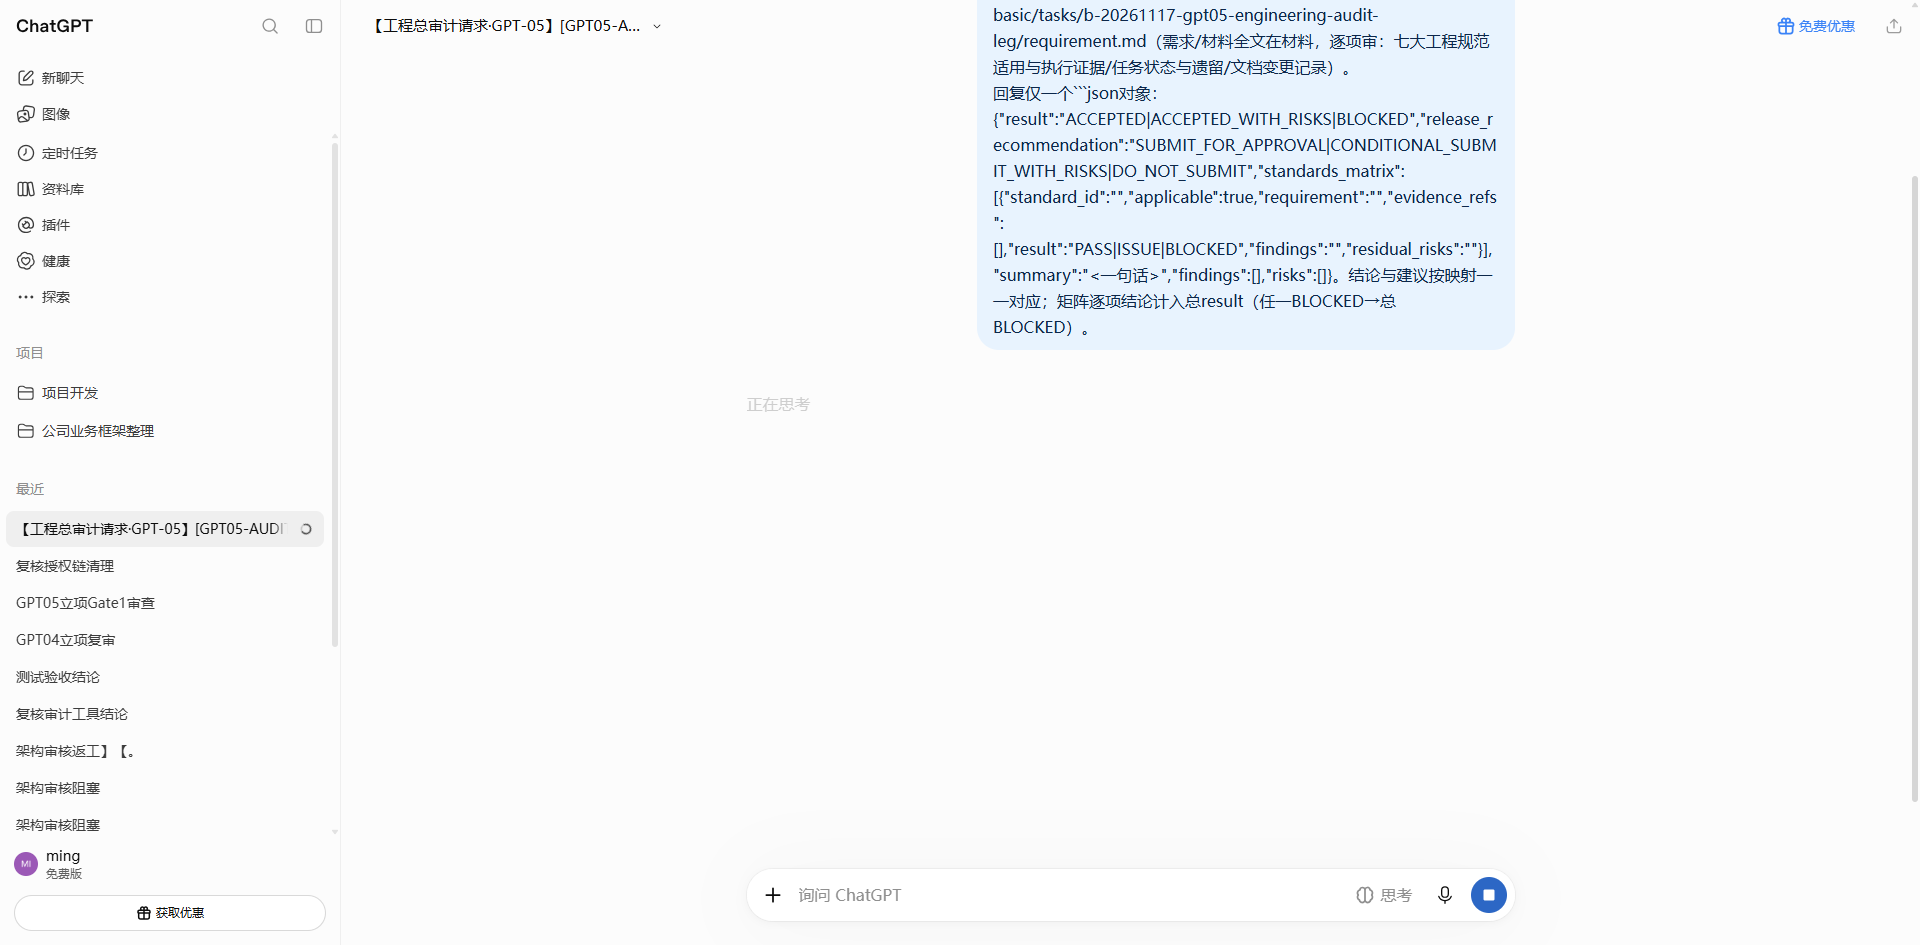 ChatGPT
新聊天
图像
定时任务
资料库
插件
健康
探索
项目
项目开发
公司业务框架整理
最近
【工程总审计请求·GPT-05】[GPT05-AUDI
复核授权链清理
GPT05立项Gate1审查
GPT04立项复审
测试验收结论
复核审计工具结论
架构审核返工】【。
架构审核阻塞
架构审核阻塞
MI
ming
免费版
获取优惠
【工程总审计请求·GPT-05】[GPT05-A...
免费优惠
basic/tasks/b-20261117-gpt05-engineering-audit-
leg/requirement.md（需求/材料全文在材料，逐项审：七大工程规范
适用与执行证据/任务状态与遗留/文档变更记录）。
回复仅一个```json对象：
{"result":"ACCEPTED|ACCEPTED_WITH_RISKS|BLOCKED","release_r
ecommendation":"SUBMIT_FOR_APPROVAL|CONDITIONAL_SUBM
IT_WITH_RISKS|DO_NOT_SUBMIT","standards_matrix":
[{"standard_id":"","applicable":true,"requirement":"","evidence_refs
":
[],"result":"PASS|ISSUE|BLOCKED","findings":"","residual_risks":""}],
"summary":"<一句话>","findings":[],"risks":[]}。结论与建议按映射一
一对应；矩阵逐项结论计入总result（任一BLOCKED→总
BLOCKED）。
正在思考
询问 ChatGPT
思考